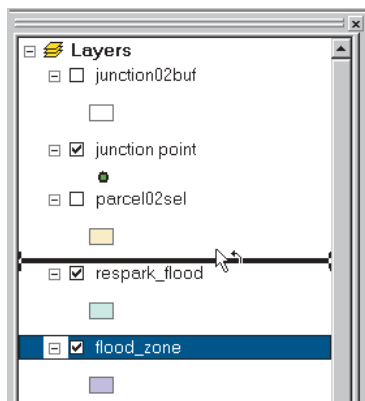 Layers
junction02buf
junction point
parcel02sel
respark_flood
flood_zone